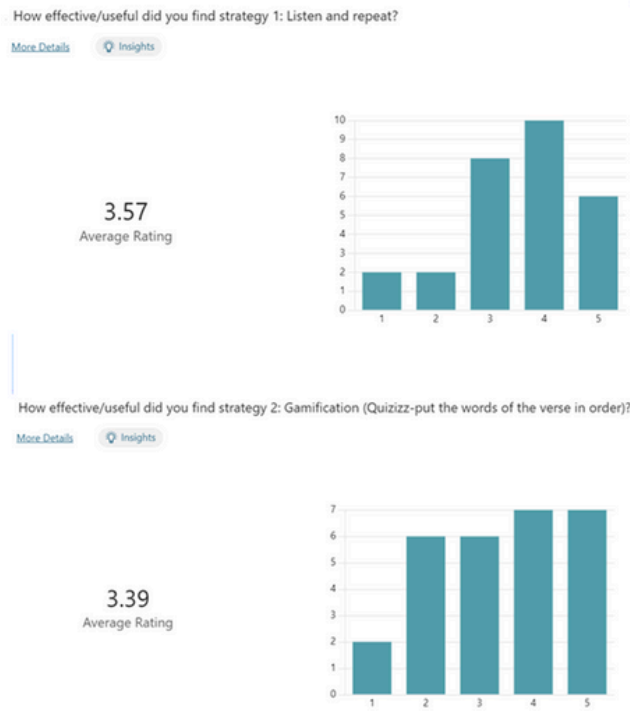 How effective/useful did you find strategy 1: Listen and repeat?
More Details Insights
10
9
8
7
6
5
4
3
2
1
0
3.57
Average Rating
1 2 3 4 5
How effective/useful did you find strategy 2: Gamification (Quizizz-put the words of the verse in order)?
More Details Insights
7
6
5
4
3
2
1
0
3.39
Average Rating
1 2 3 4 5